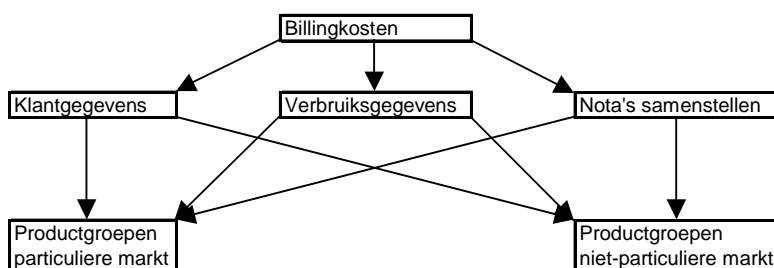 Billingkosten
Klantgegevens
Verbruiksgegevens
Nota's samenstellen
Productgroepen
particuliere markt
Productgroepen
niet-particuliere markt